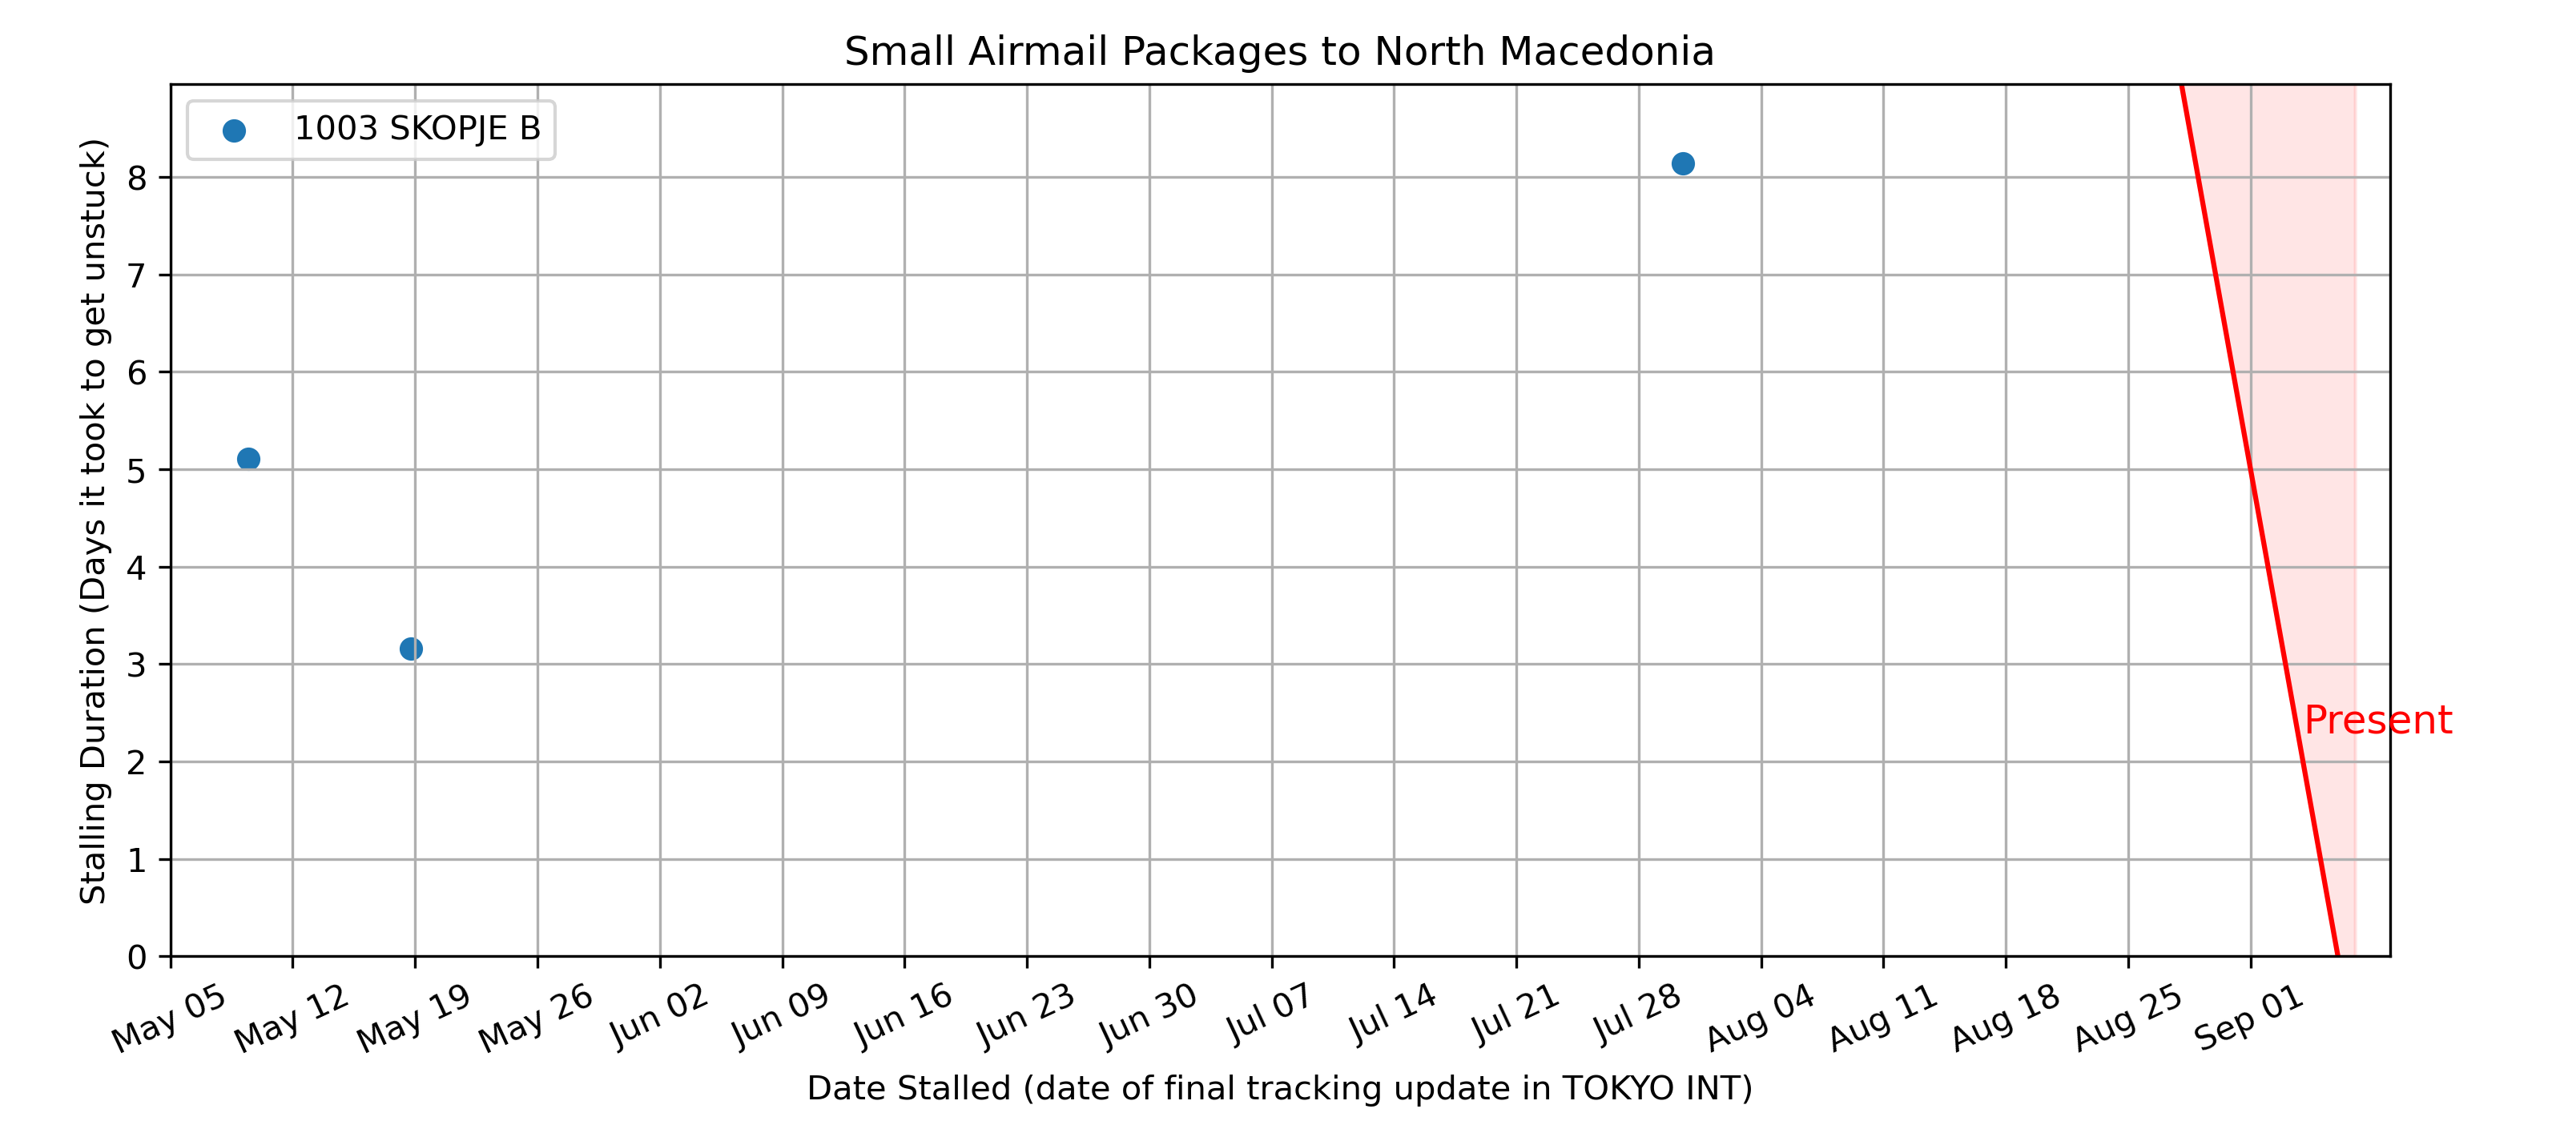 Small Airmail Packages to North Macedonia
1003 SKOPJE B
Stalling Duration (Days it took to get unstuck)
8
7
6
5
4
3
2
1
0
Present
May 05
May 12
May 19
May 26
Jun 02
Jun 09
Jun 16
Jun 23
Jun 30
Jul 07
Jul 14
Jul 21
Jul 28
Aug 04
Aug 11
Aug 18
Aug 25
Sep 01
Date Stalled (date of final tracking update in TOKYO INT)